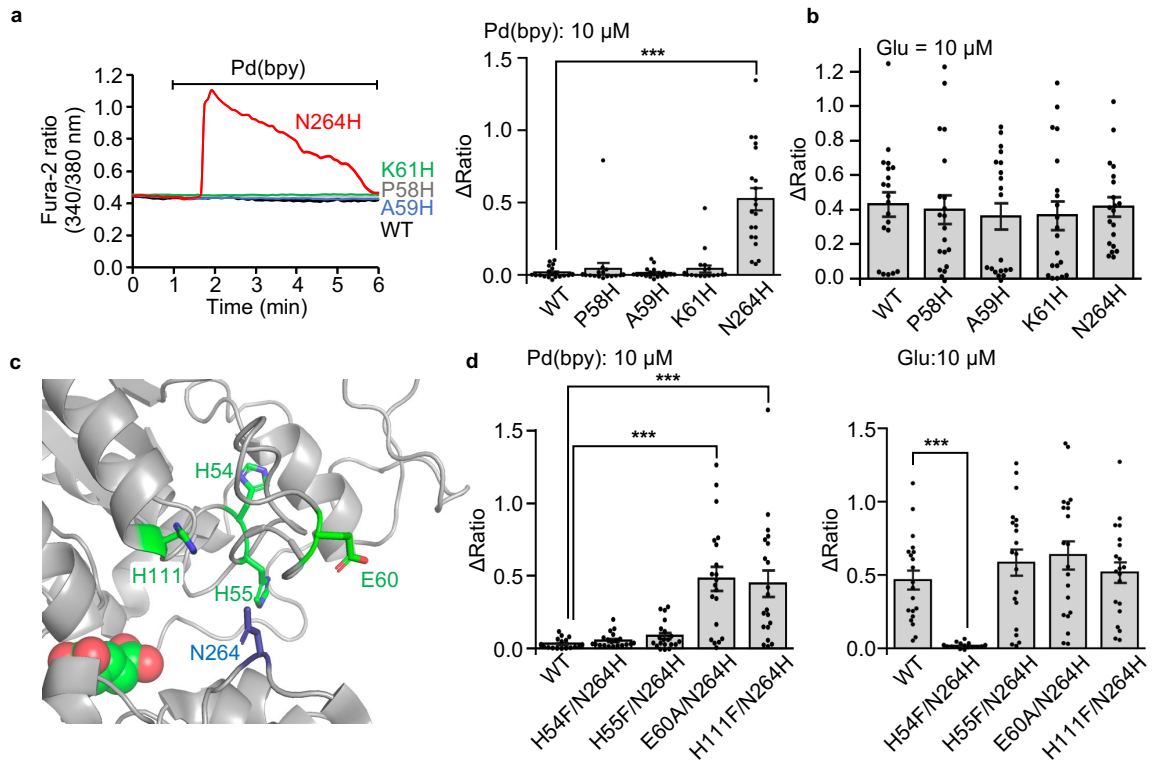 a
Pd(bpy)
Fura-2 ratio
(340/380 nm)
1.2
1.0
0.8
0.6
0.4
0.2
0.0
N264H
K61H
P58H
A59H
WT
0 1 2 3 4 5 6
Time (min)
Pd(bpy): 10 μM
***
ΔRatio
1.5
1.0
0.5
0.0
WT
P58H
A59H
K61H
N264H
b
Glu = 10 μM
ΔRatio
1.2
1.0
0.8
0.6
0.4
0.2
0.0
WT
P58H
A59H
K61H
N264H
c
H54
H111
H55
E60
N264
d
Pd(bpy): 10 μM
***
***
ΔRatio
1.5
1.0
0.5
0.0
WT
H54F/N264H
H55F/N264H
E60A/N264H
H111F/N264H
Glu:10 μM
***
ΔRatio
1.5
1.0
0.5
0.0
WT
H54F/N264H
H55F/N264H
E60A/N264H
H111F/N264H